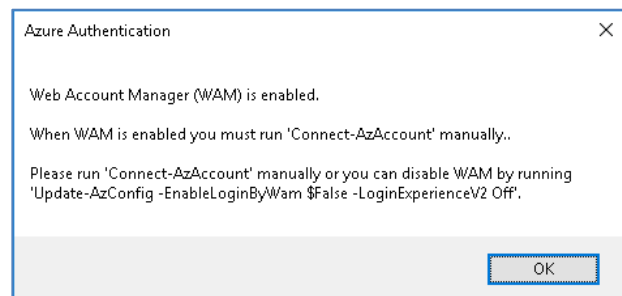 Azure Authentication
Web Account Manager (WAM) is enabled.
When WAM is enabled you must run 'Connect-AzAccount' manually..
Please run 'Connect-AzAccount' manually or you can disable WAM by running
'Update-AzConfig -EnableLoginByWam $False -LoginExperienceV2 Off'.
OK